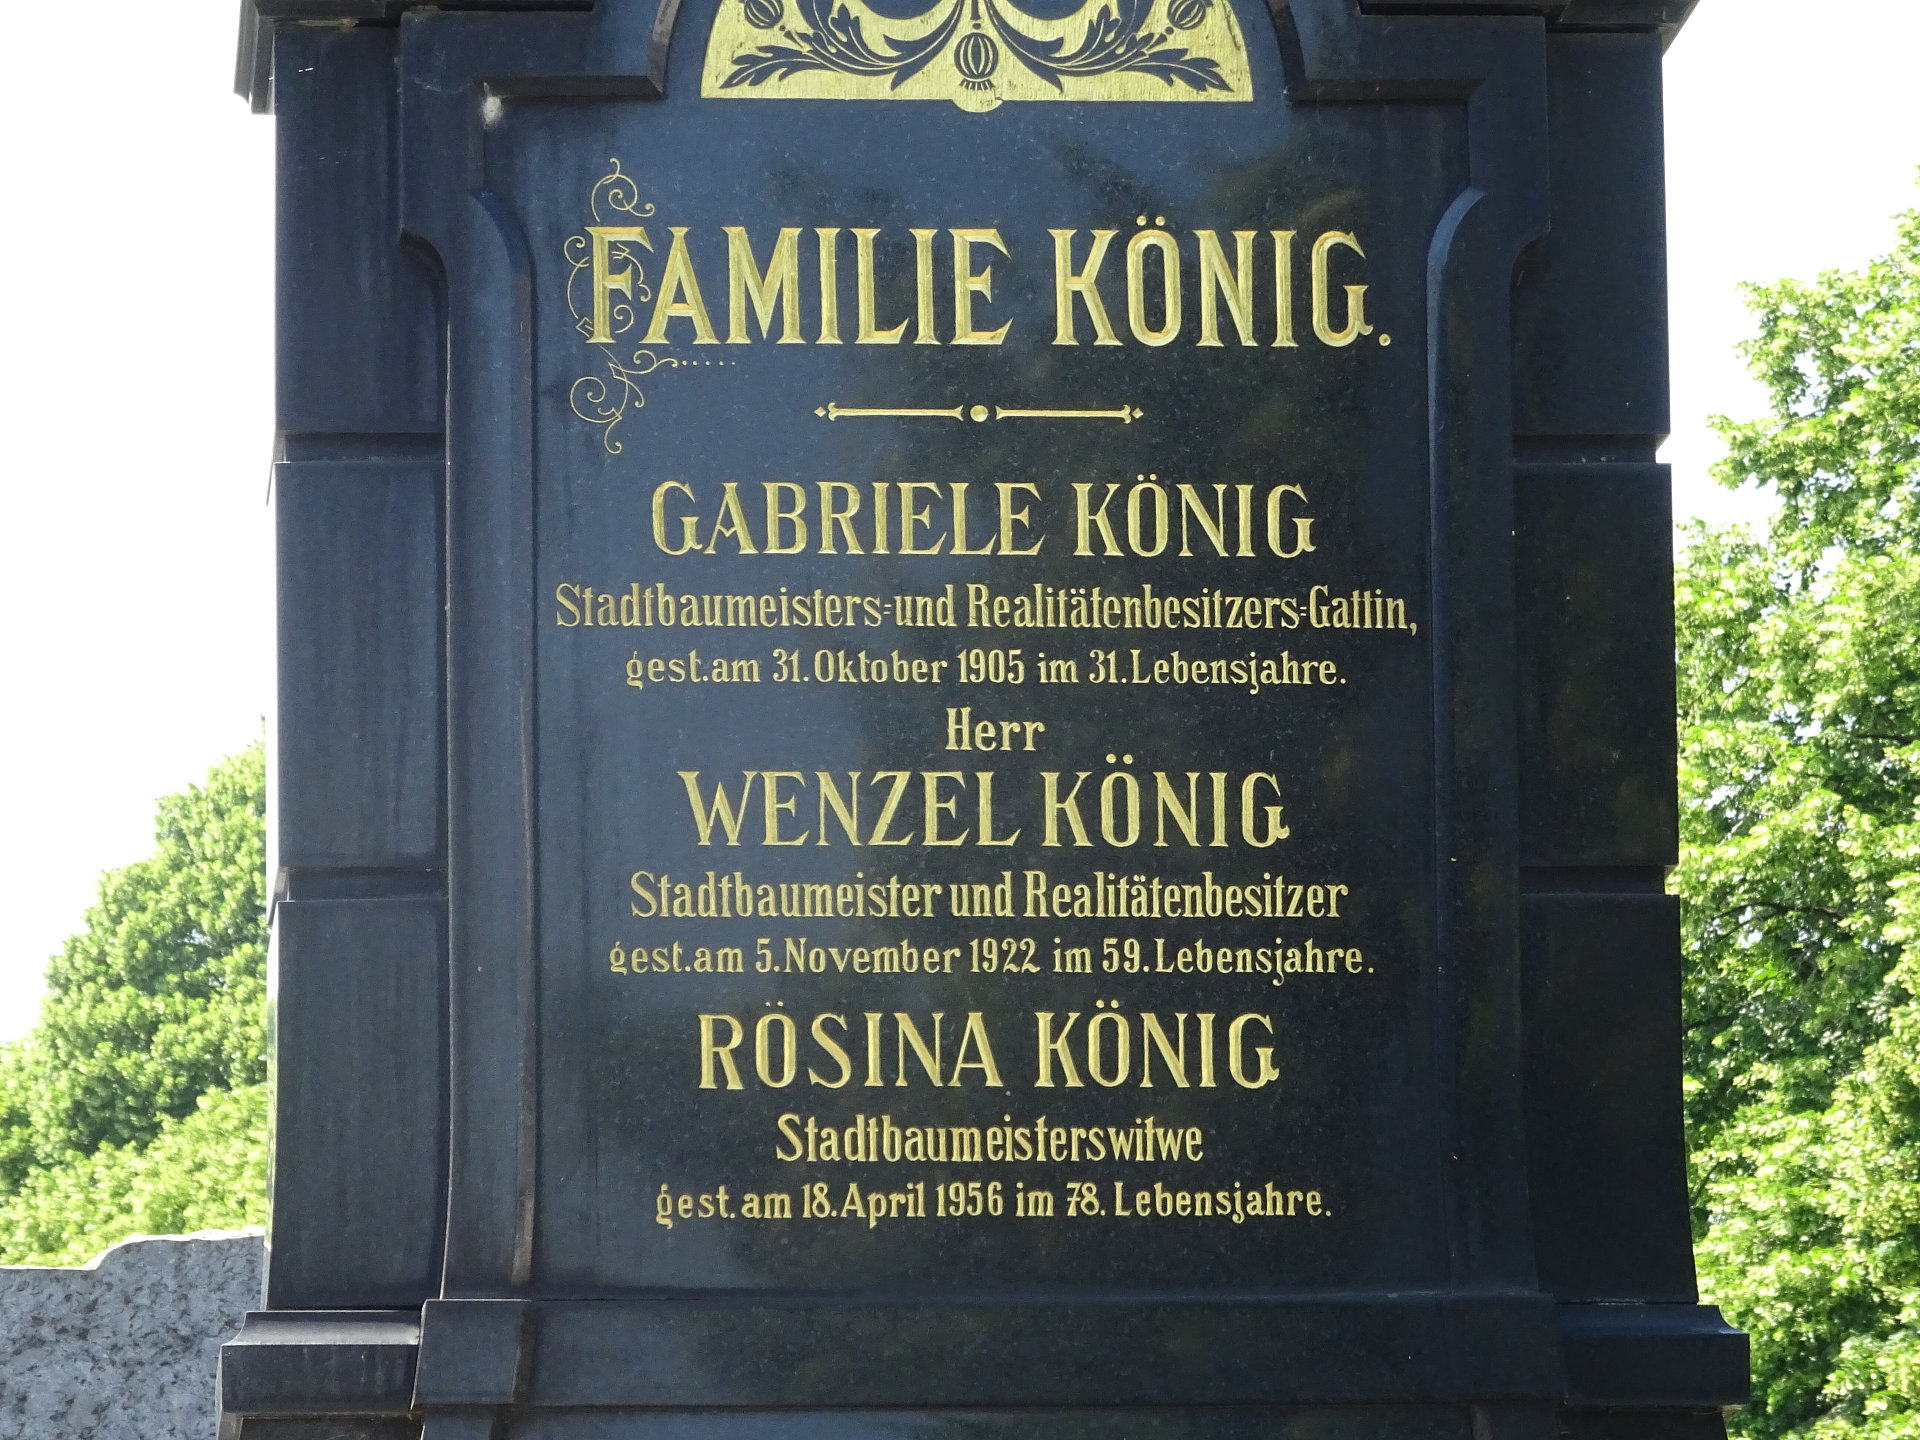 FAMILIE KÖNIG.
GABRIELE KÖNIG
Stadtbaumeisters=und Realitätenbesitzers=Gattin,
gest.am 31.Oktober 1905 im 31.Lebensjahre.
Herr
WENZEL KÖNIG
Stadtbaumeister und Realitätenbesitzer
gest.am 5.November 1922 im 59.Lebensjahre.
RÖSINA KÖNIG
Stadtbaumeisterswitwe
gest.am 18.April 1956 im 78.Lebensjahre.